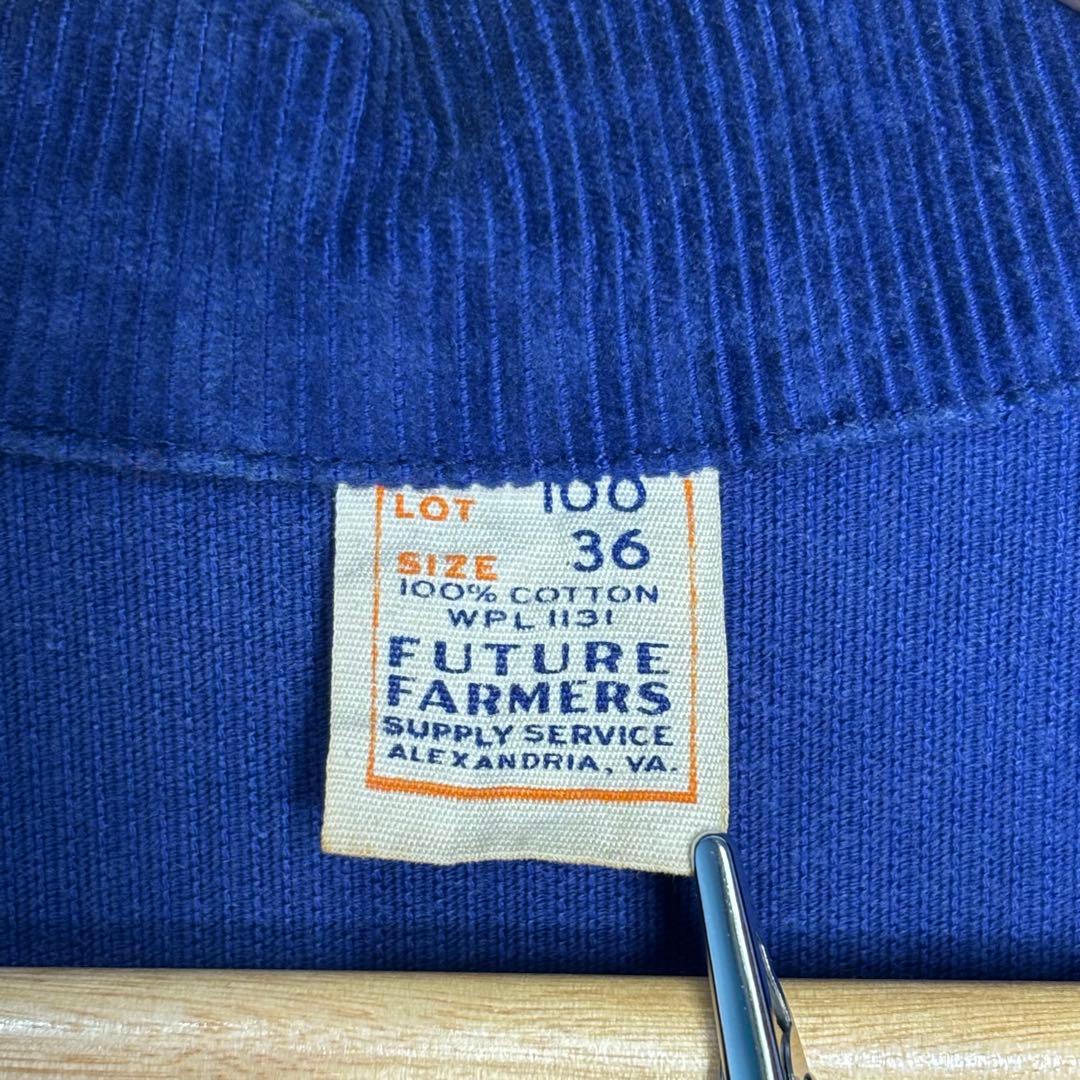 LOT 100
SIZE 36
100% COTTON
WPL 1131
FUTURE
FARMERS
SUPPLY SERVICE
ALEXANDRIA, VA.